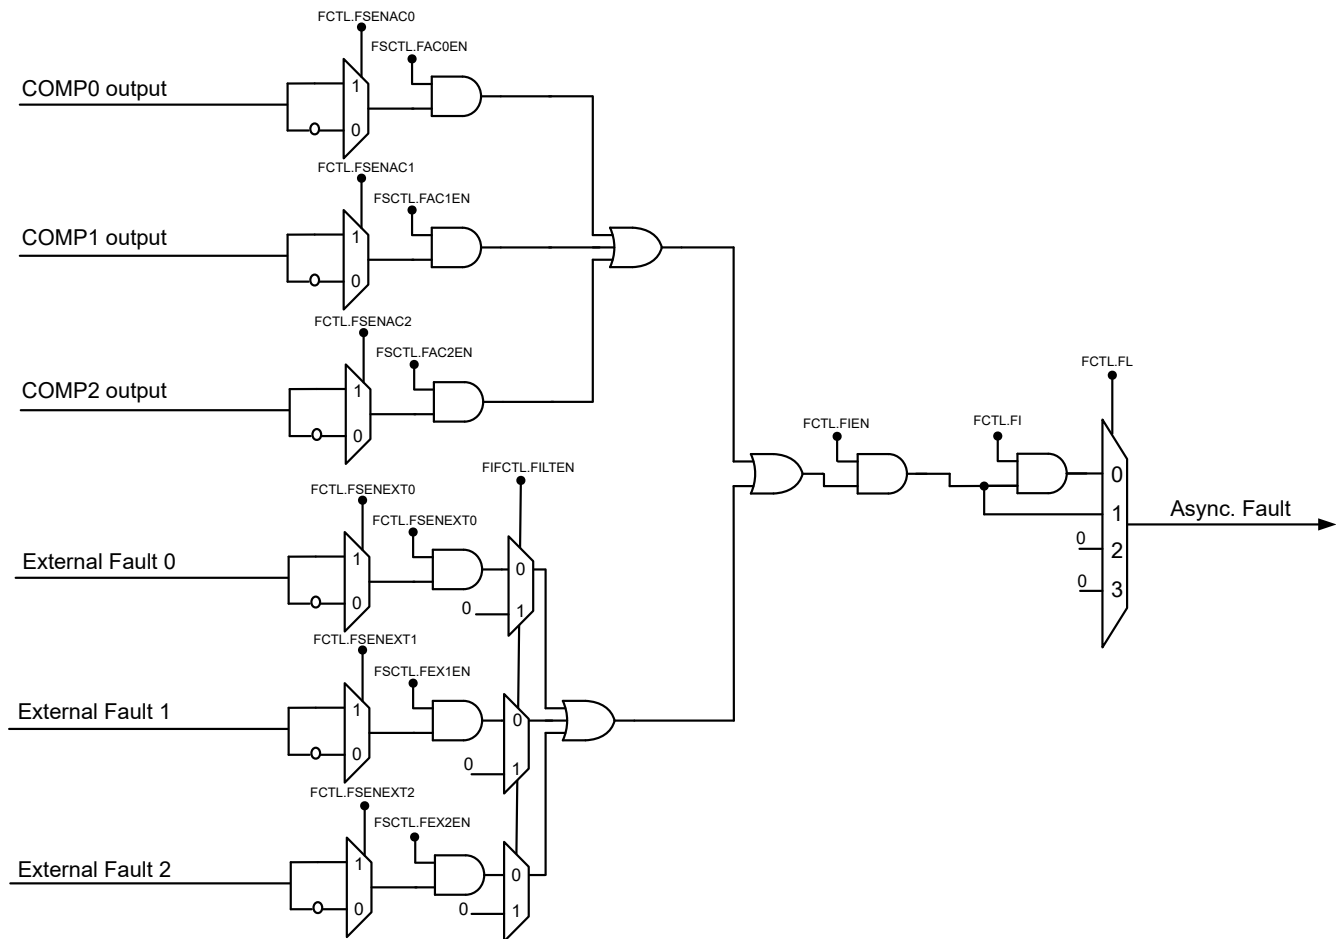 FCTL.FSENAC0
FSCTL.FAC0EN
COMP0 output
1
0
FCTL.FSENAC1
FSCTL.FAC1EN
COMP1 output
1
0
FCTL.FSENAC2
FSCTL.FAC2EN
COMP2 output
1
0
FCTL.FL
FCTL.FIEN
FCTL.FI
0
1
0
2
0
3
Async. Fault
FIFCTL.FILTEN
FCTL.FSENEXT0
FCTL.FSENEXT0
External Fault 0
1
0
0
0
1
FCTL.FSENEXT1
FSCTL.FEX1EN
External Fault 1
1
0
0
0
1
FCTL.FSENEXT2
FSCTL.FEX2EN
External Fault 2
1
0
0
0
1